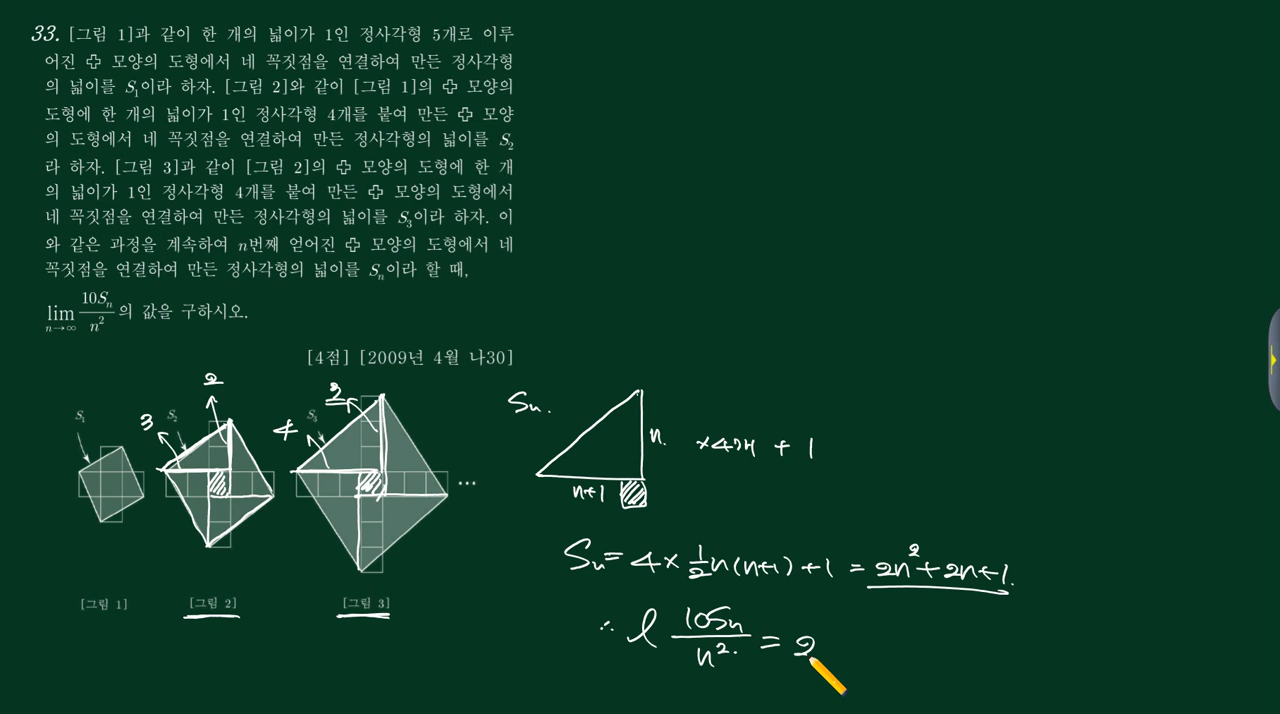 33. [그림 1]과 같이 한 개의 넓이가 1인 정사각형 5개로 이루
어진 ✚ 모양의 도형에서 네 꼭짓점을 연결하여 만든 정사각형
의 넓이를 S₁이라 하자. [그림 2]와 같이 [그림 1]의 ✚ 모양의
도형에 한 개의 넓이가 1인 정사각형 4개를 붙여 만든 ✚ 모양
의 도형에서 네 꼭짓점을 연결하여 만든 정사각형의 넓이를 S₂
라 하자. [그림 3]과 같이 [그림 2]의 ✚ 모양의 도형에 한 개
의 넓이가 1인 정사각형 4개를 붙여 만든 ✚ 모양의 도형에서
네 꼭짓점을 연결하여 만든 정사각형의 넓이를 S₃이라 하자. 이
와 같은 과정을 계속하여 n번째 얻어진 ✚ 모양의 도형에서 네
꼭짓점을 연결하여 만든 정사각형의 넓이를 Sₙ이라 할 때,
lim n→∞ 10Sₙ/n² 의 값을 구하시오.
[4점] [2009년 4월 나30]
S₁
3 S₂ 2
4 S₃ 3
...
[그림 1] [그림 2] [그림 3]
Sn.
n. ×4개 + 1
n+1
Sn = 4 × 1/2 n(n+1) + 1 = 2n² + 2n + 1.
∴ l 10Sn/n² = 2